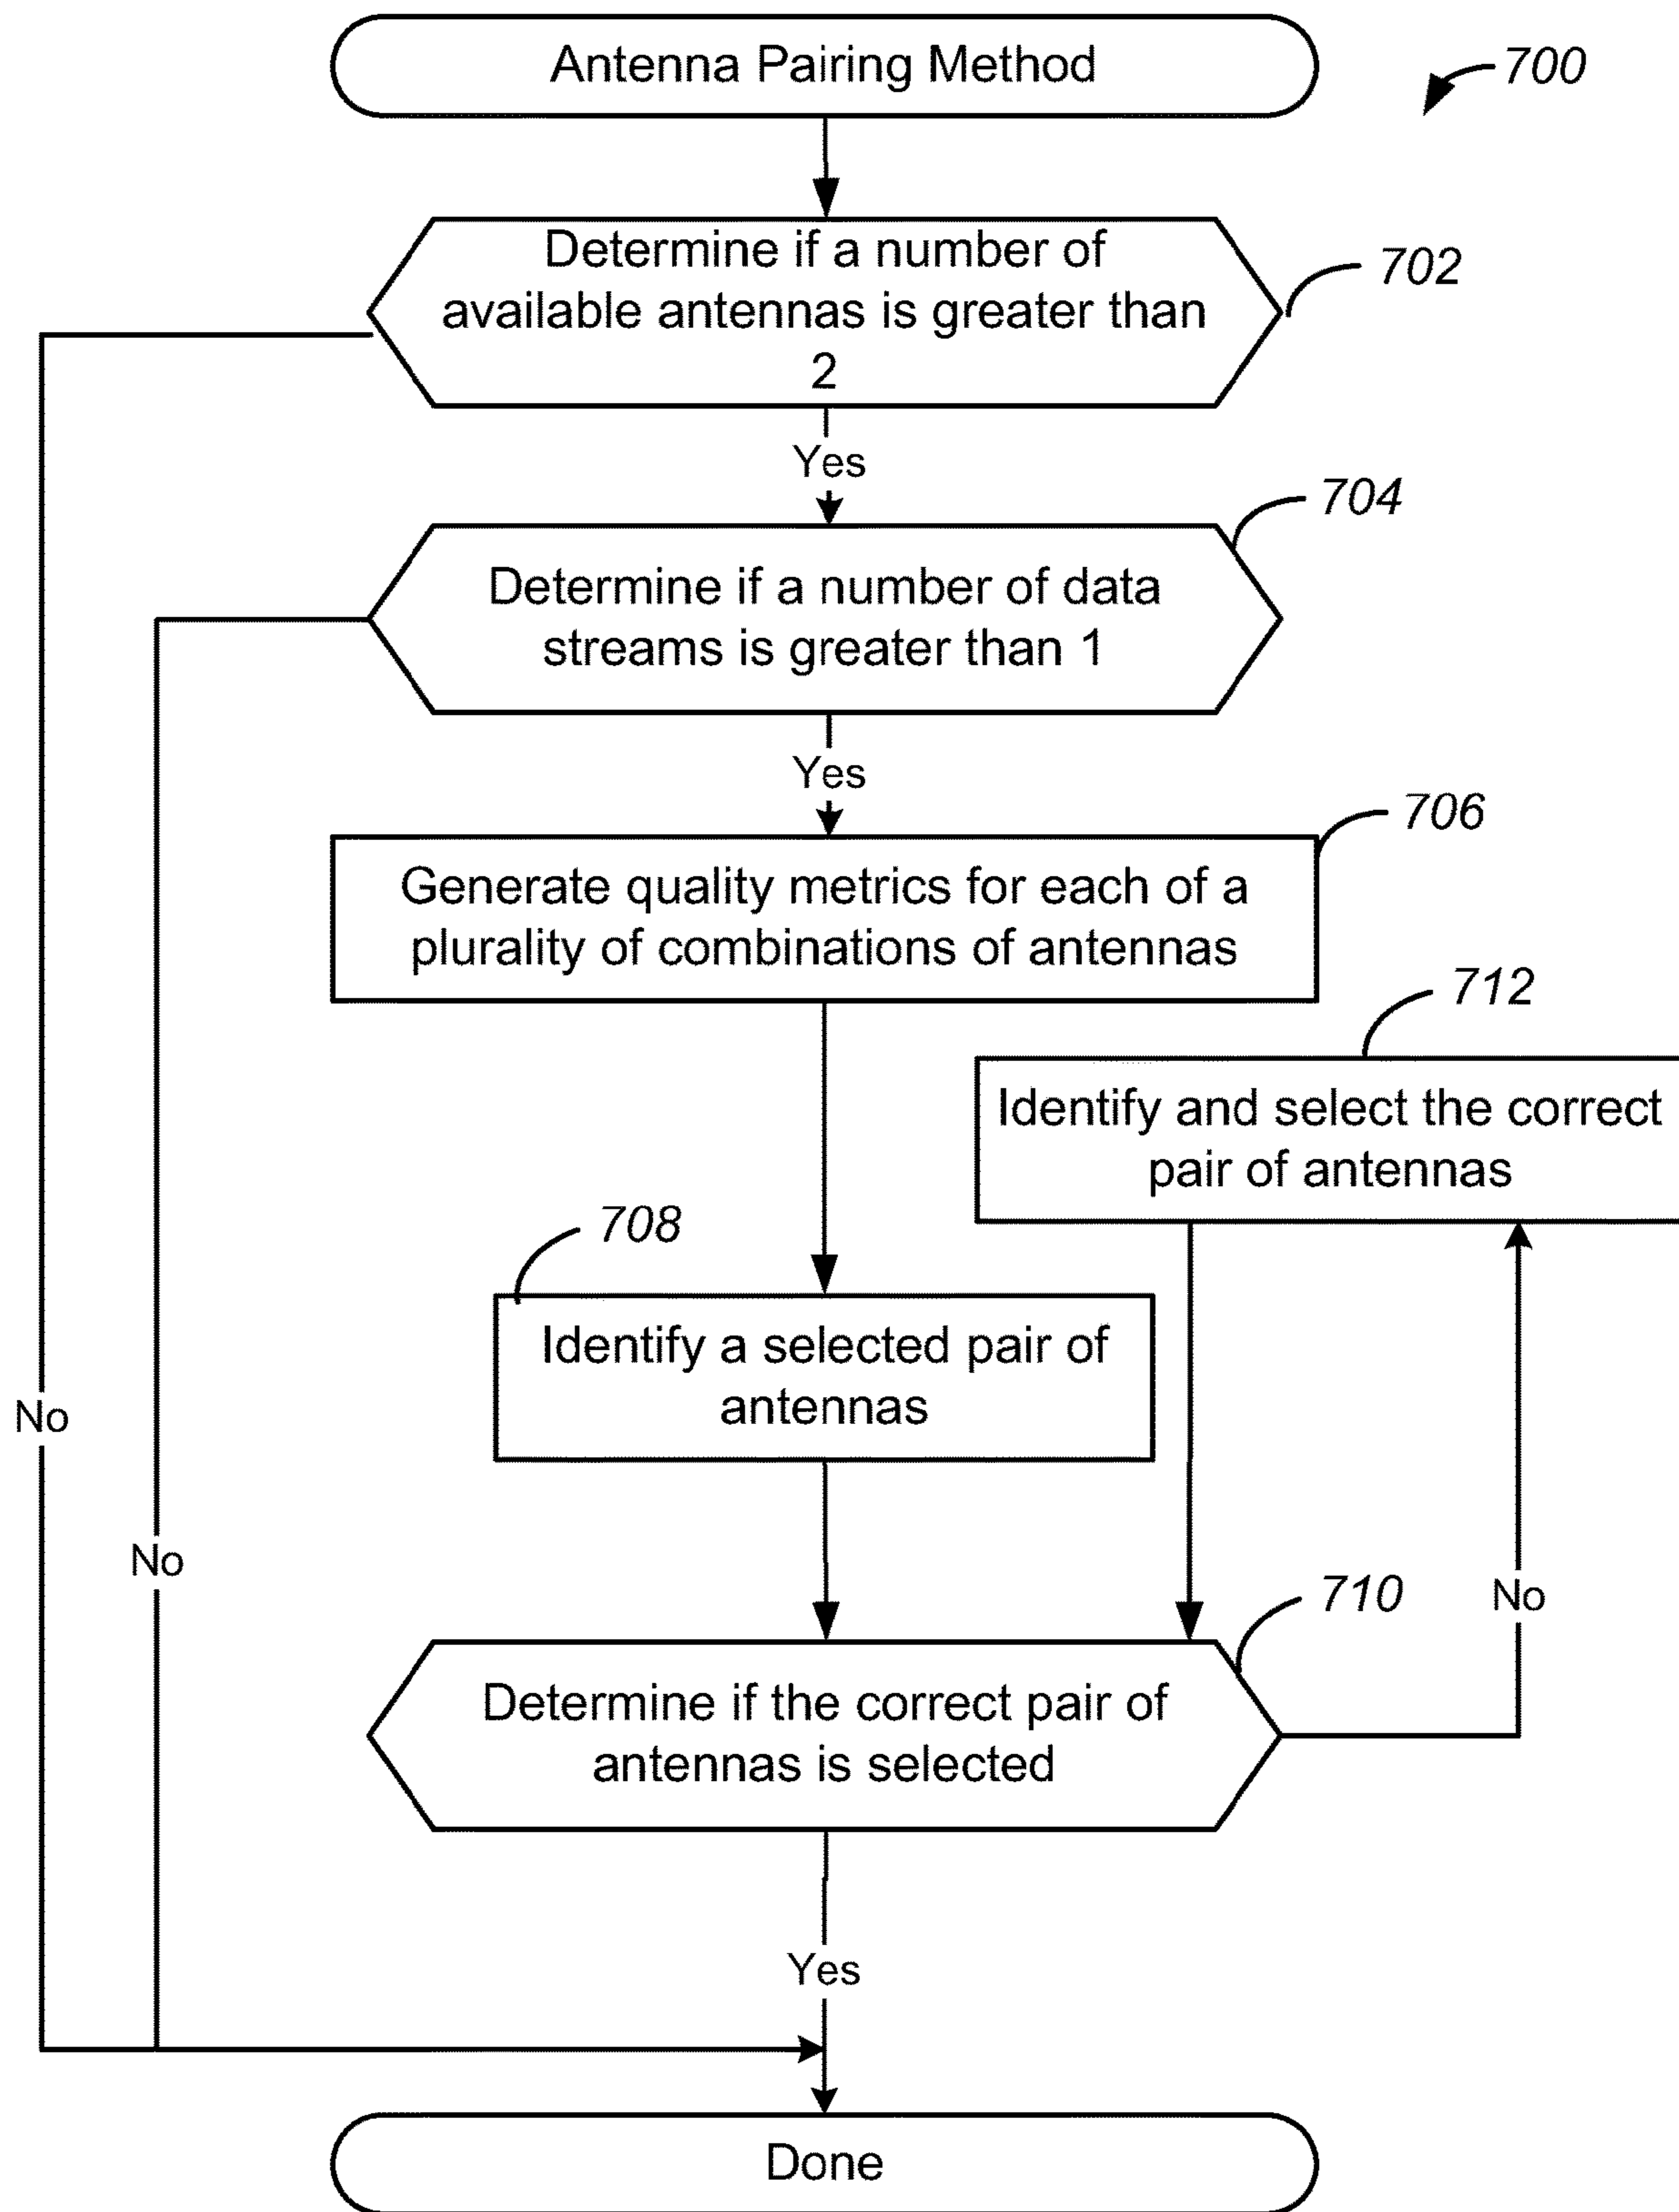 Antenna Pairing Method
700
Determine if a number of
available antennas is greater than
2
702
Yes
704
Determine if a number of data
streams is greater than 1
Yes
706
Generate quality metrics for each of a
plurality of combinations of antennas
712
Identify and select the correct
pair of antennas
708
Identify a selected pair of
antennas
No
No
710
No
Determine if the correct pair of
antennas is selected
Yes
Done